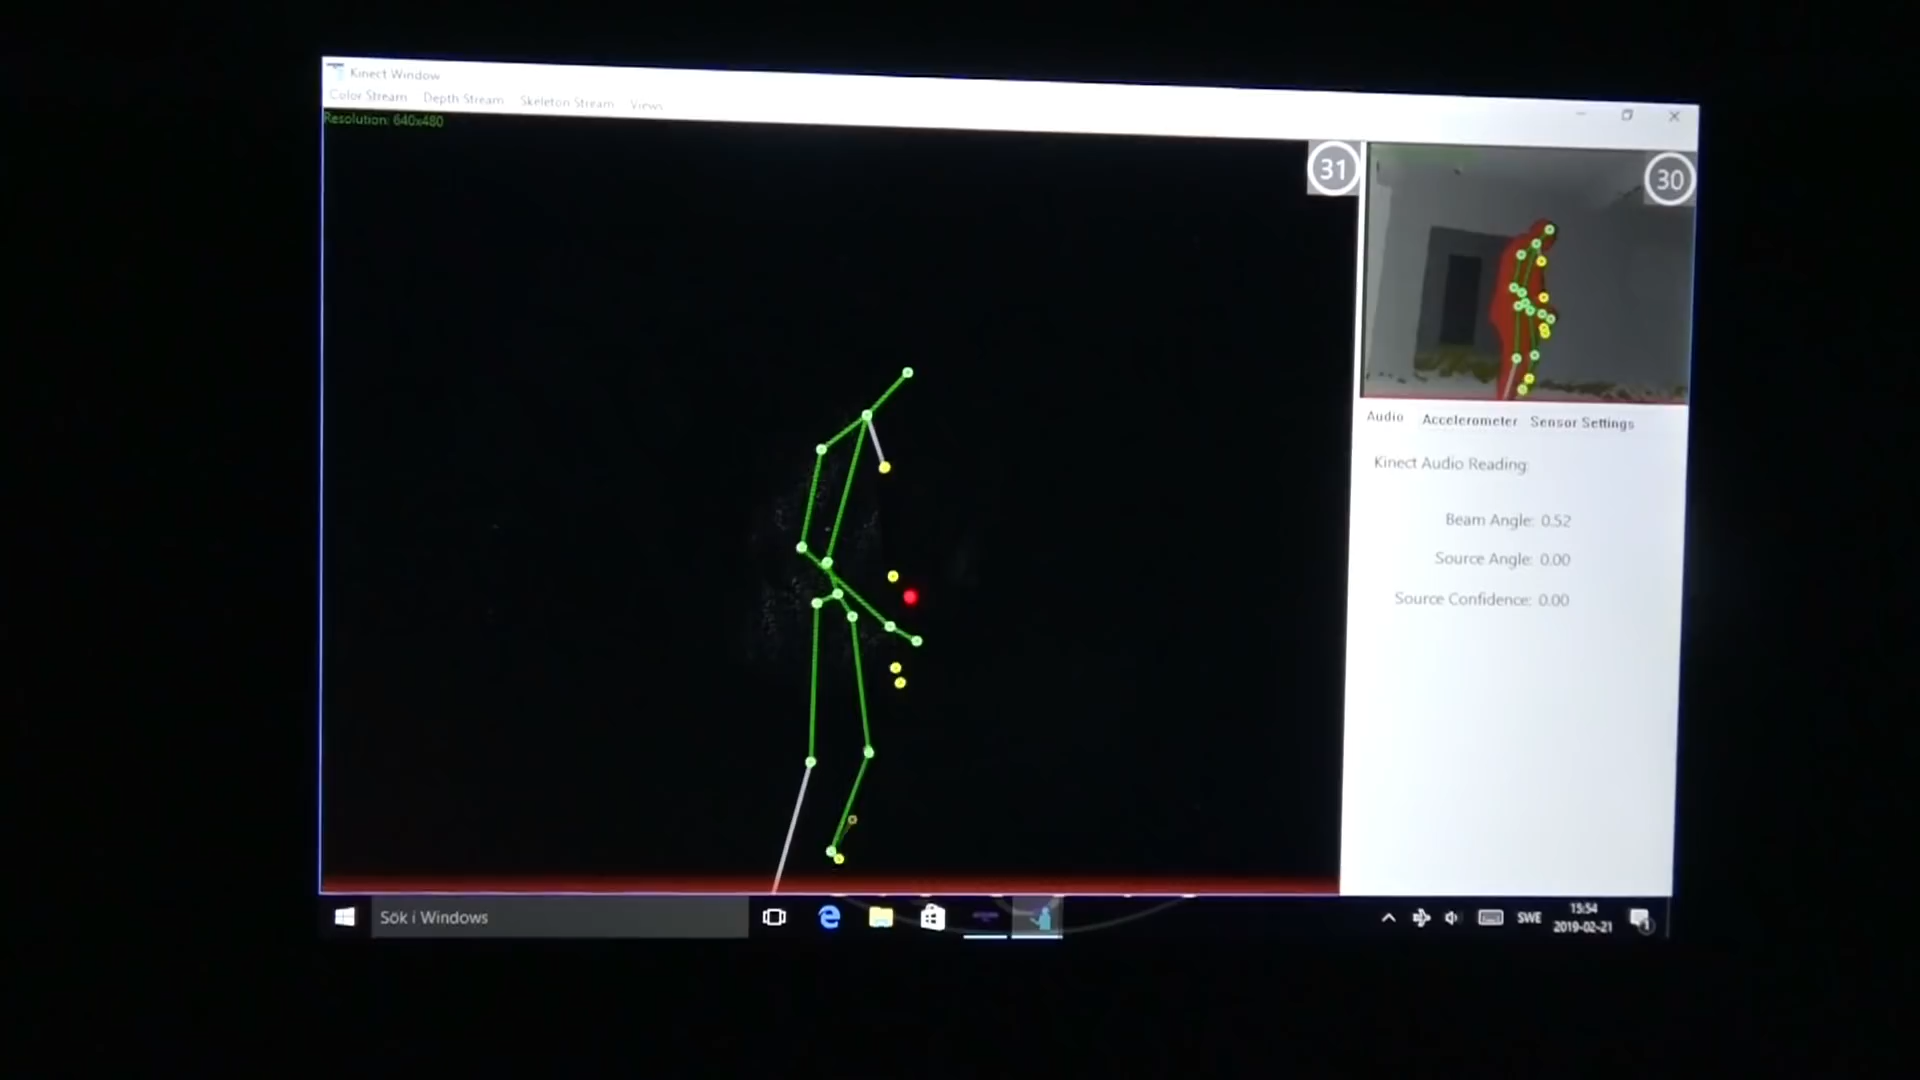 Kinect Window
Color Stream Depth Stream Skeleton Stream Views
Resolution: 640x480
31
30
Audio Accelerometer Sensor Settings
Kinect Audio Reading:
Beam Angle: 0.52
Source Angle: 0.00
Source Confidence: 0.00
Sök i Windows
SWE
15:54
2019-02-21
1